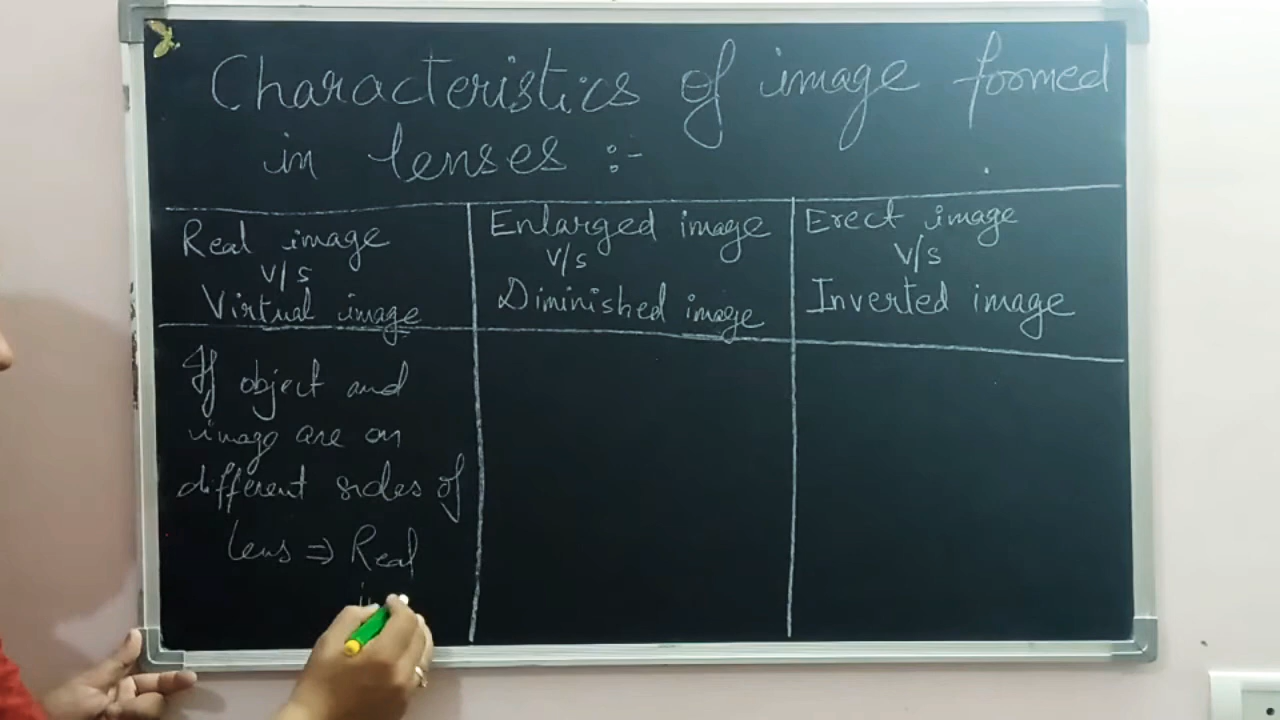 Characteristics of image formed
in lenses :-
Real image
v/s
Virtual image
Enlarged image
v/s
Diminished image
Erect image
v/s
Inverted image
If object and
image are on
different sides of
lens ⇒ Real